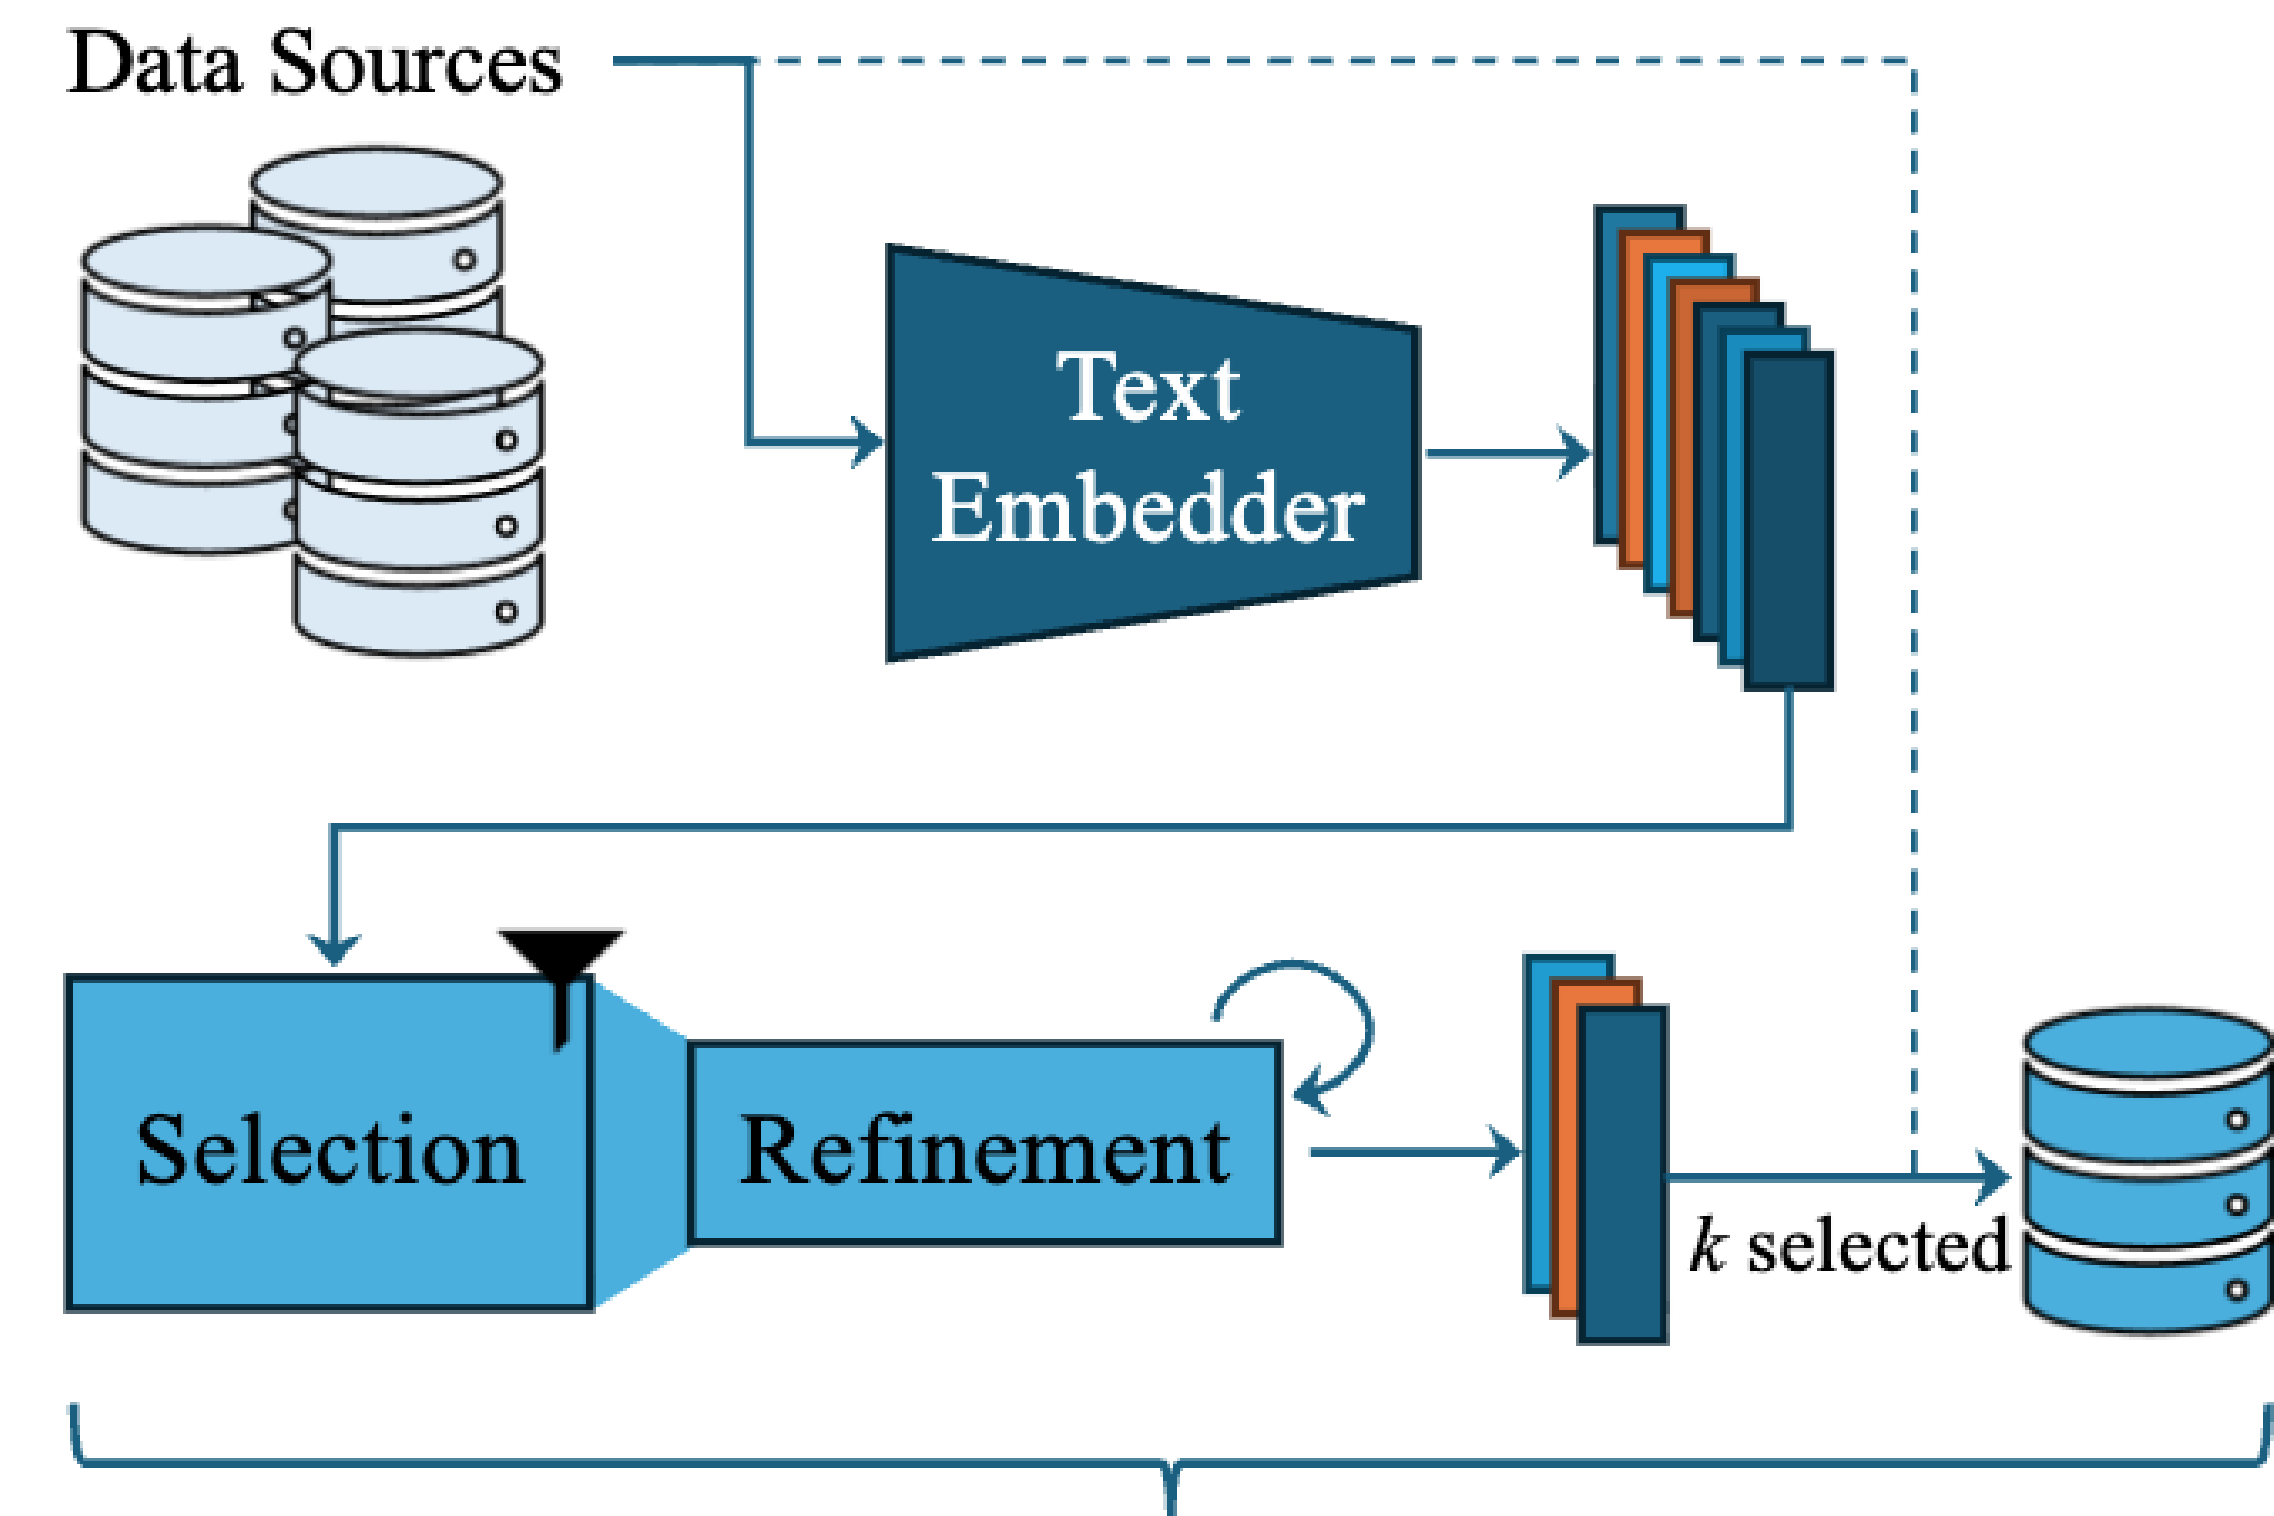 Data Sources
Text
Embedder
Selection
Refinement
k selected